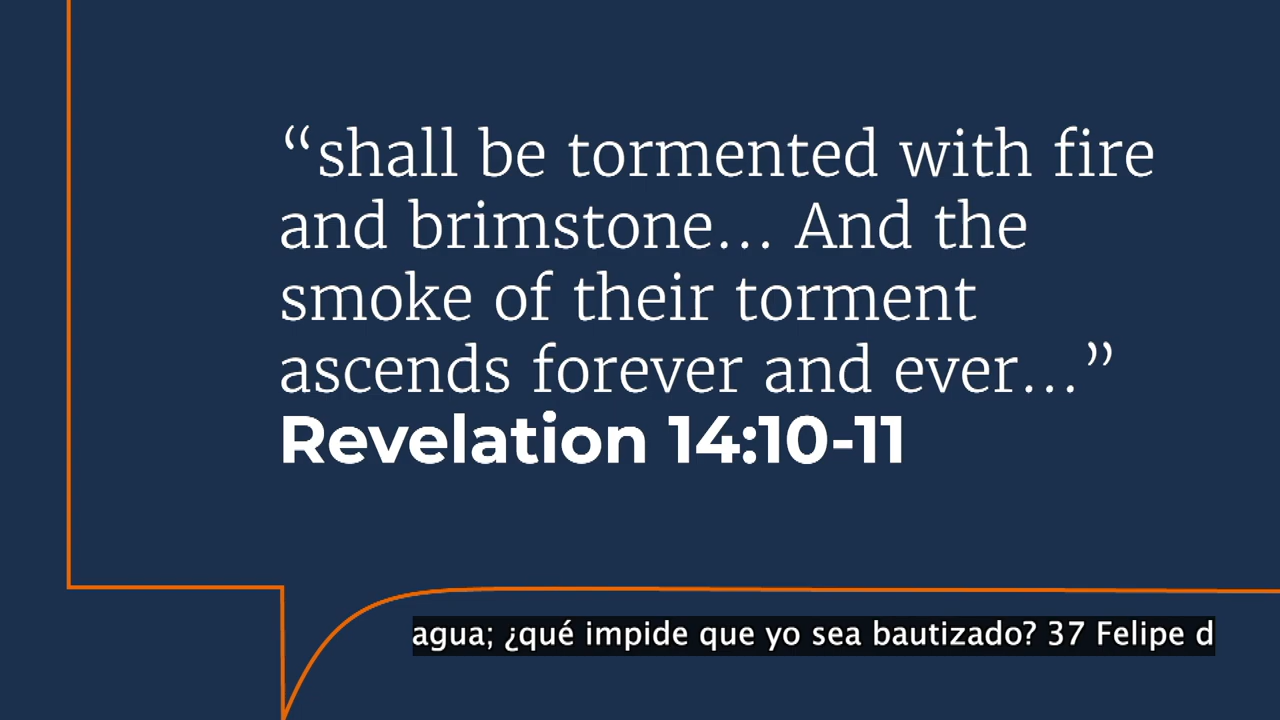 “shall be tormented with fire
and brimstone... And the
smoke of their torment
ascends forever and ever...”
Revelation 14:10-11
agua; ¿qué impide que yo sea bautizado? 37 Felipe d